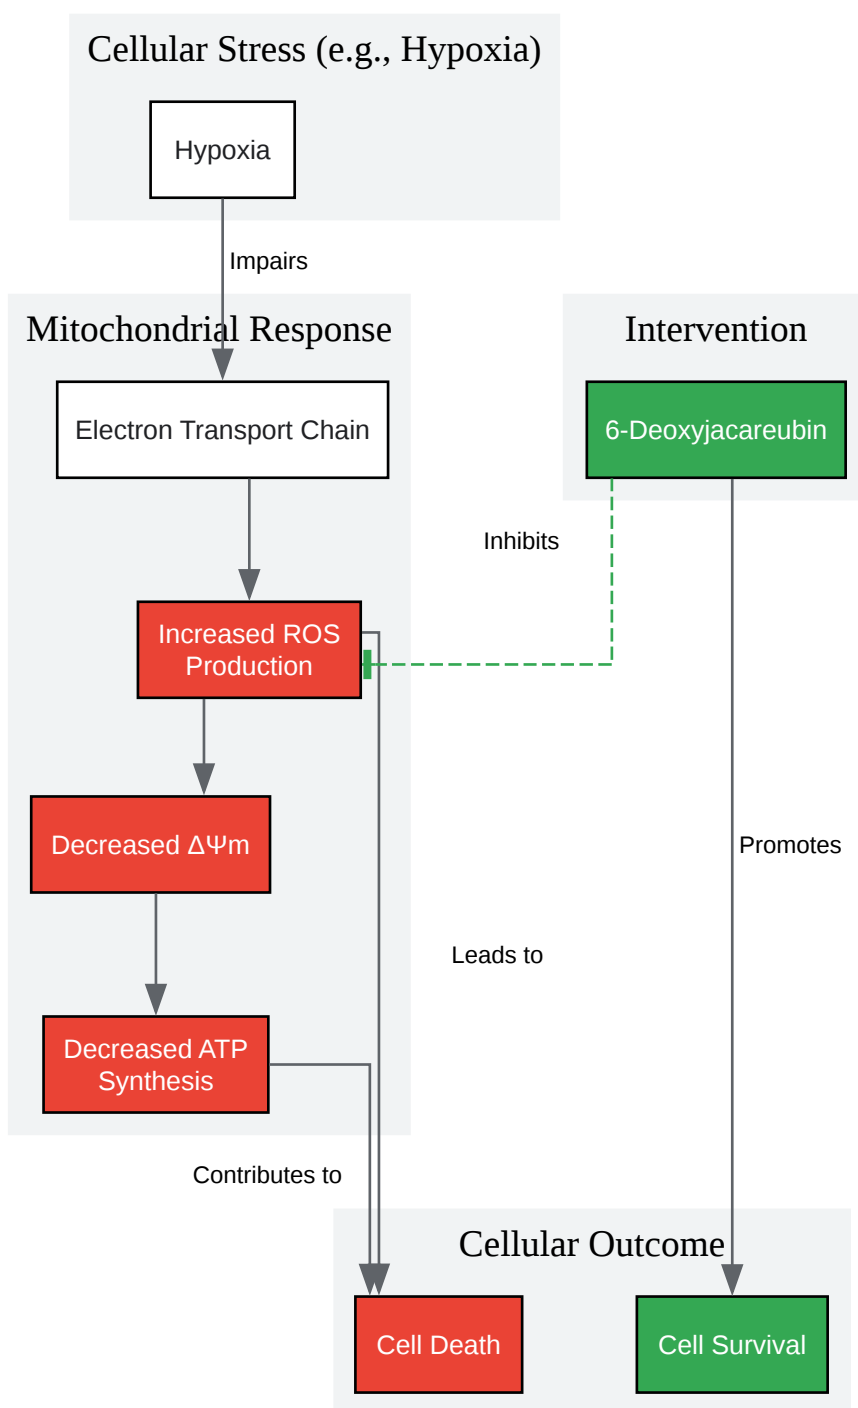 Cellular Stress (e.g., Hypoxia)
Hypoxia
Impairs
Mitochondrial Response
Intervention
Electron Transport Chain
6-Deoxyjacareubin
Inhibits
Increased ROS
Production
Decreased ΔΨm
Promotes
Leads to
Decreased ATP
Synthesis
Contributes to
Cellular Outcome
Cell Death
Cell Survival